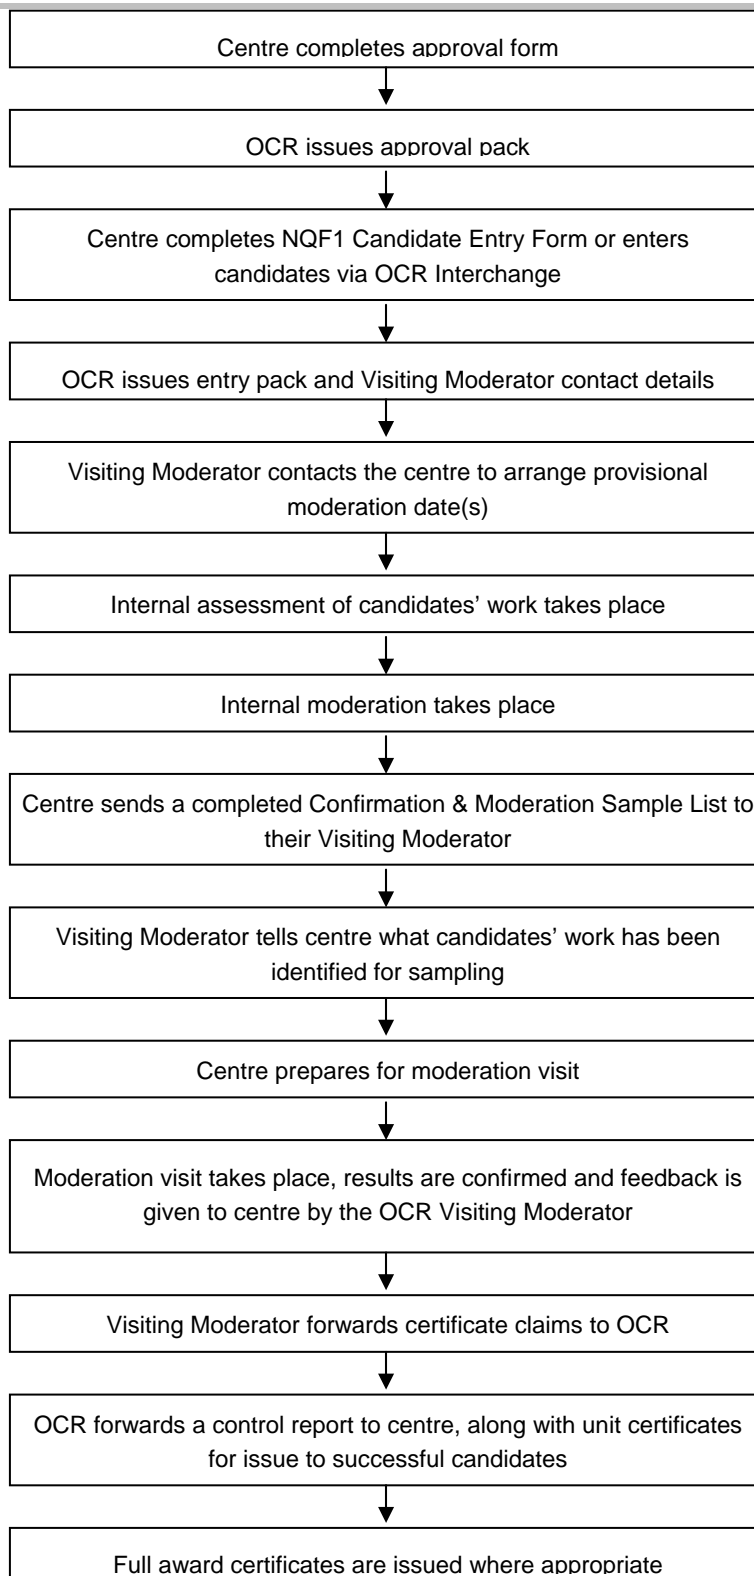 Centre completes approval form
OCR issues approval pack
Centre completes NQF1 Candidate Entry Form or enters
candidates via OCR Interchange
OCR issues entry pack and Visiting Moderator contact details
Visiting Moderator contacts the centre to arrange provisional
moderation date(s)
Internal assessment of candidates’ work takes place
Internal moderation takes place
Centre sends a completed Confirmation & Moderation Sample List to
their Visiting Moderator
Visiting Moderator tells centre what candidates’ work has been
identified for sampling
Centre prepares for moderation visit
Moderation visit takes place, results are confirmed and feedback is
given to centre by the OCR Visiting Moderator
Visiting Moderator forwards certificate claims to OCR
OCR forwards a control report to centre, along with unit certificates
for issue to successful candidates
Full award certificates are issued where appropriate